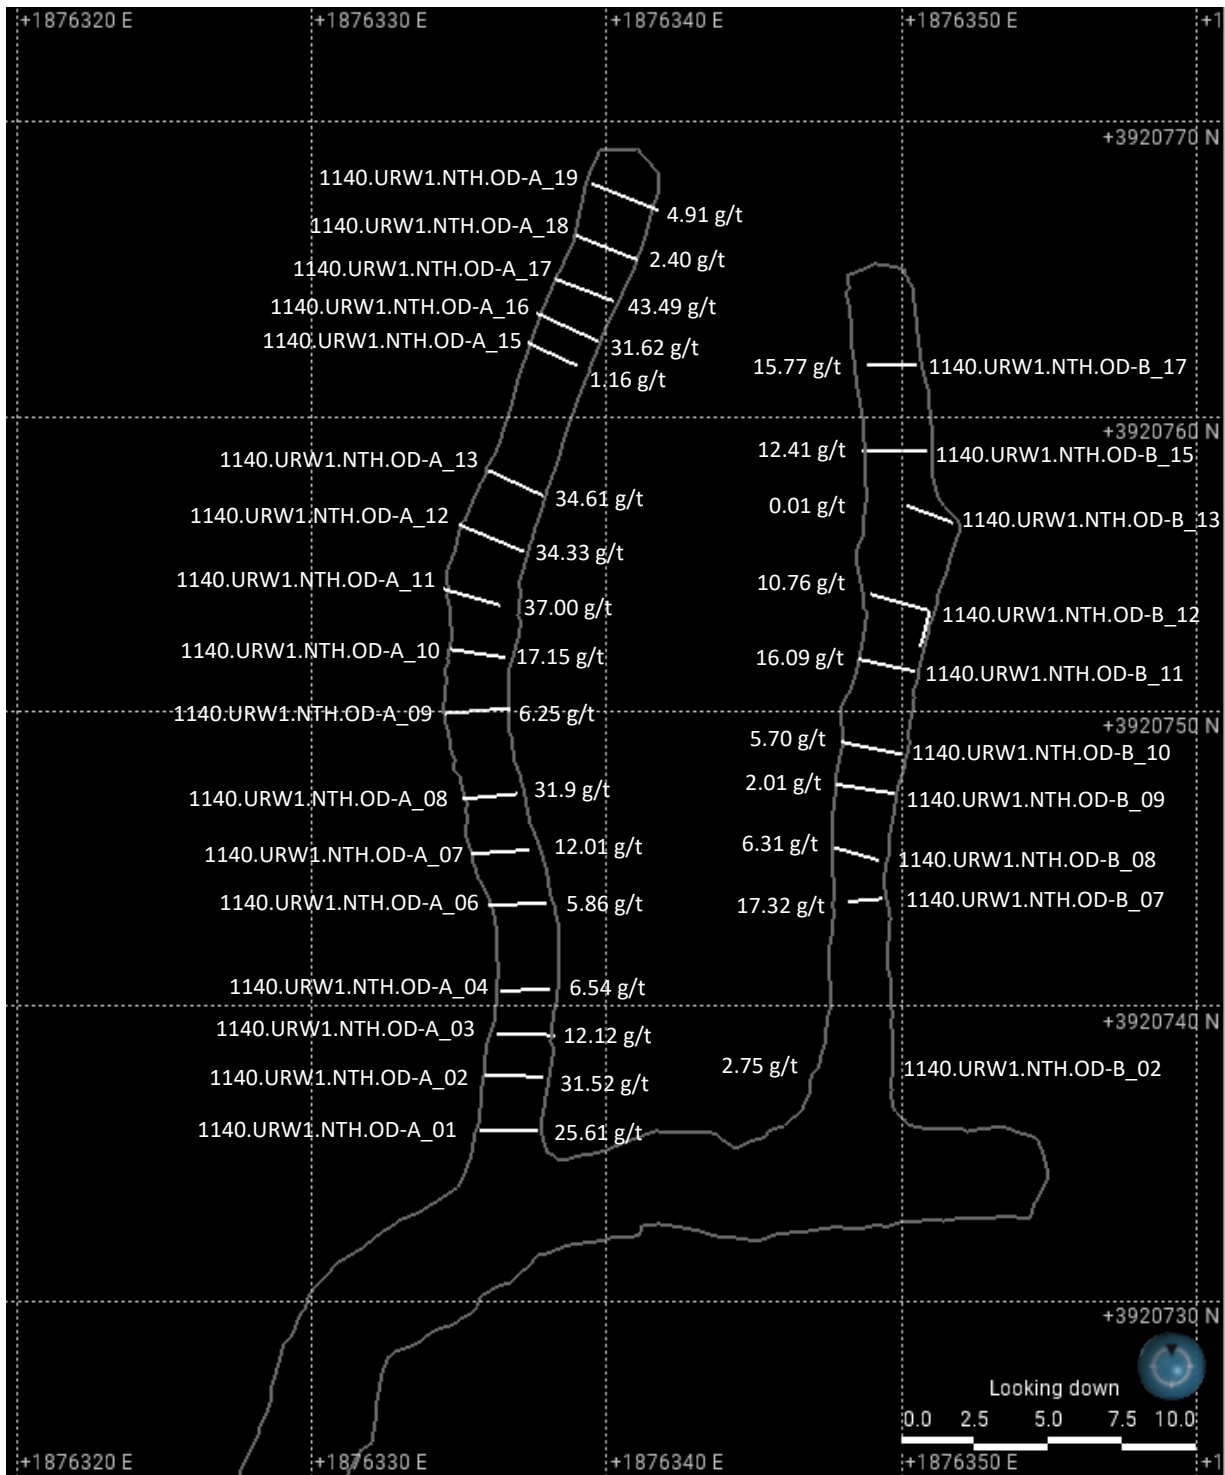 +1876320 E +1876330 E +1876340 E +1876350 E +1
+3920770 N
1140.URW1.NTH.OD-A_19
4.91 g/t
1140.URW1.NTH.OD-A_18
2.40 g/t
1140.URW1.NTH.OD-A_17
43.49 g/t
1140.URW1.NTH.OD-A_16
31.62 g/t
1140.URW1.NTH.OD-A_15
1.16 g/t
15.77 g/t 1140.URW1.NTH.OD-B_17
+3920760 N
12.41 g/t 1140.URW1.NTH.OD-B_15
1140.URW1.NTH.OD-A_13
34.61 g/t
0.01 g/t 1140.URW1.NTH.OD-B_13
1140.URW1.NTH.OD-A_12
34.33 g/t
1140.URW1.NTH.OD-A_11
37.00 g/t
10.76 g/t 1140.URW1.NTH.OD-B_12
1140.URW1.NTH.OD-A_10 17.15 g/t
16.09 g/t 1140.URW1.NTH.OD-B_11
1140.URW1.NTH.OD-A_09 6.25 g/t
+3920750 N
5.70 g/t 1140.URW1.NTH.OD-B_10
1140.URW1.NTH.OD-A_08 31.9 g/t
2.01 g/t 1140.URW1.NTH.OD-B_09
1140.URW1.NTH.OD-A_07 12.01 g/t
6.31 g/t 1140.URW1.NTH.OD-B_08
1140.URW1.NTH.OD-A_06 5.86 g/t
17.32 g/t 1140.URW1.NTH.OD-B_07
1140.URW1.NTH.OD-A_04 6.54 g/t
+3920740 N
1140.URW1.NTH.OD-A_03 12.12 g/t
1140.URW1.NTH.OD-A_02 31.52 g/t
2.75 g/t 1140.URW1.NTH.OD-B_02
1140.URW1.NTH.OD-A_01 25.61 g/t
+3920730 N
Looking down
0.0 2.5 5.0 7.5 10.0
+1876320 E +1876330 E +1876340 E +1876350 E +1